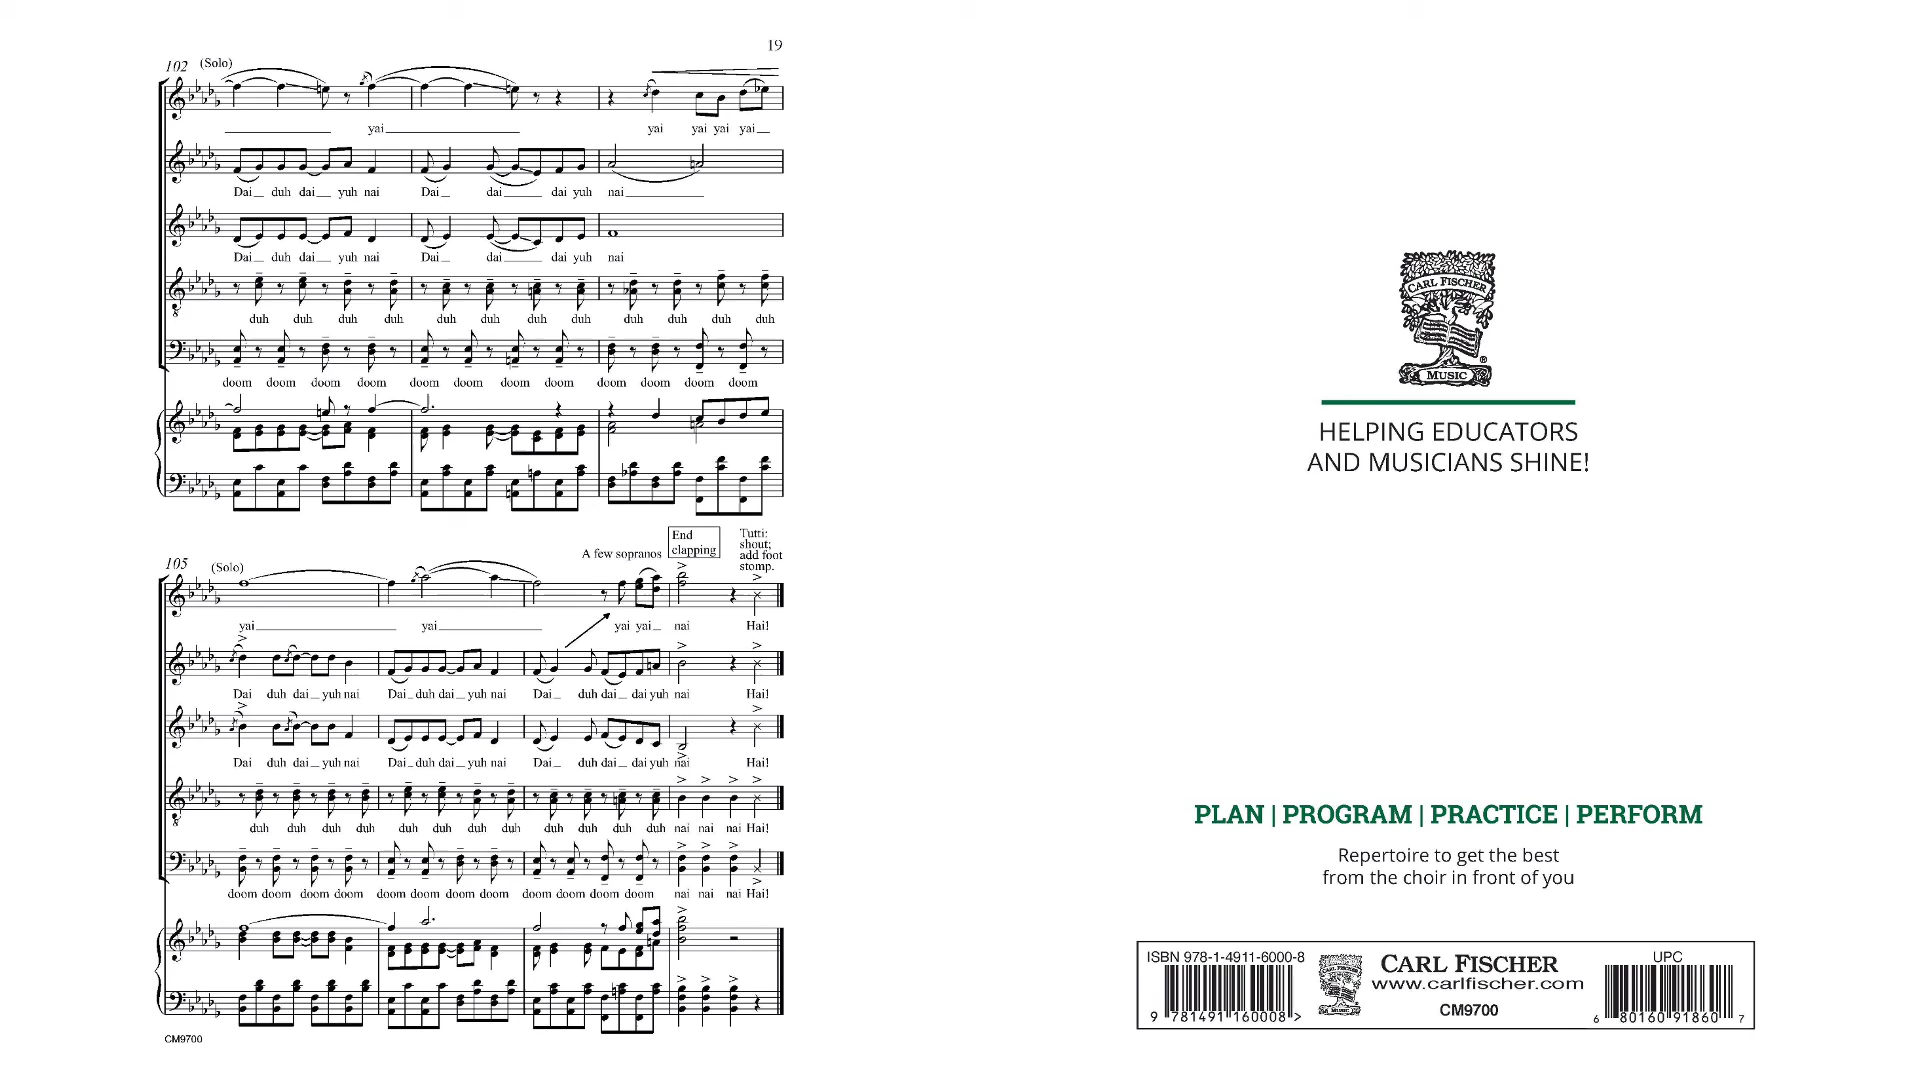 19
102 (Solo)
yai yai yai yai yai
Dai duh dai yuh nai Dai dai dai yuh nai
Dai duh dai yuh nai Dai dai dai yuh nai
duh duh duh duh duh duh duh duh duh duh duh duh
doom doom doom doom doom doom doom doom doom doom doom doom
105 (Solo)
A few sopranos
End
clapping
Tutti:
shout;
add foot
stomp.
yai yai yai yai nai Hai!
Dai duh dai yuh nai Dai duh dai yuh nai Dai duh dai dai yuh nai Hai!
Dai duh dai yuh nai Dai duh dai yuh nai Dai duh dai dai yuh nai Hai!
duh duh duh duh duh duh duh duh duh duh duh duh nai nai nai Hai!
doom doom doom doom doom doom doom doom doom doom doom doom nai nai nai Hai!
CM9700
CARL FISCHER
MUSIC
®
HELPING EDUCATORS
AND MUSICIANS SHINE!
PLAN | PROGRAM | PRACTICE | PERFORM
Repertoire to get the best
from the choir in front of you
ISBN 978-1-4911-6000-8
9 781491 160008 >
CARL FISCHER
www.carlfischer.com
CM9700
UPC
6 80160 91860 7